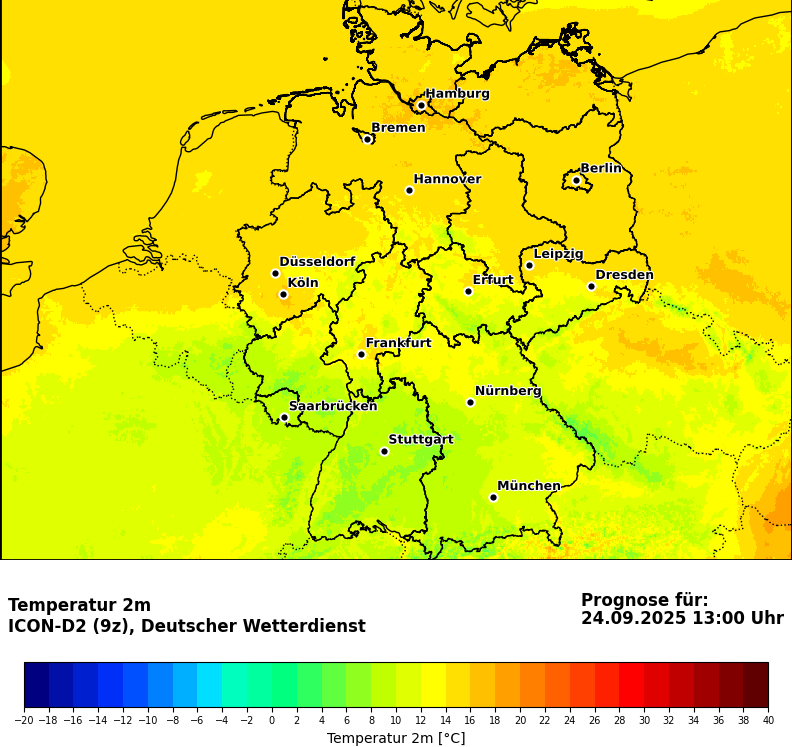 Hamburg
Bremen
Berlin
Hannover
Leipzig
Düsseldorf
Dresden
Köln
Erfurt
Frankfurt
Nürnberg
Saarbrücken
Stuttgart
München
Temperatur 2m
ICON-D2 (9z), Deutscher Wetterdienst
Prognose für:
24.09.2025 13:00 Uhr
−20 −18 −16 −14 −12 −10 −8 −6 −4 −2 0 2 4 6 8 10 12 14 16 18 20 22 24 26 28 30 32 34 36 38 40
Temperatur 2m [°C]